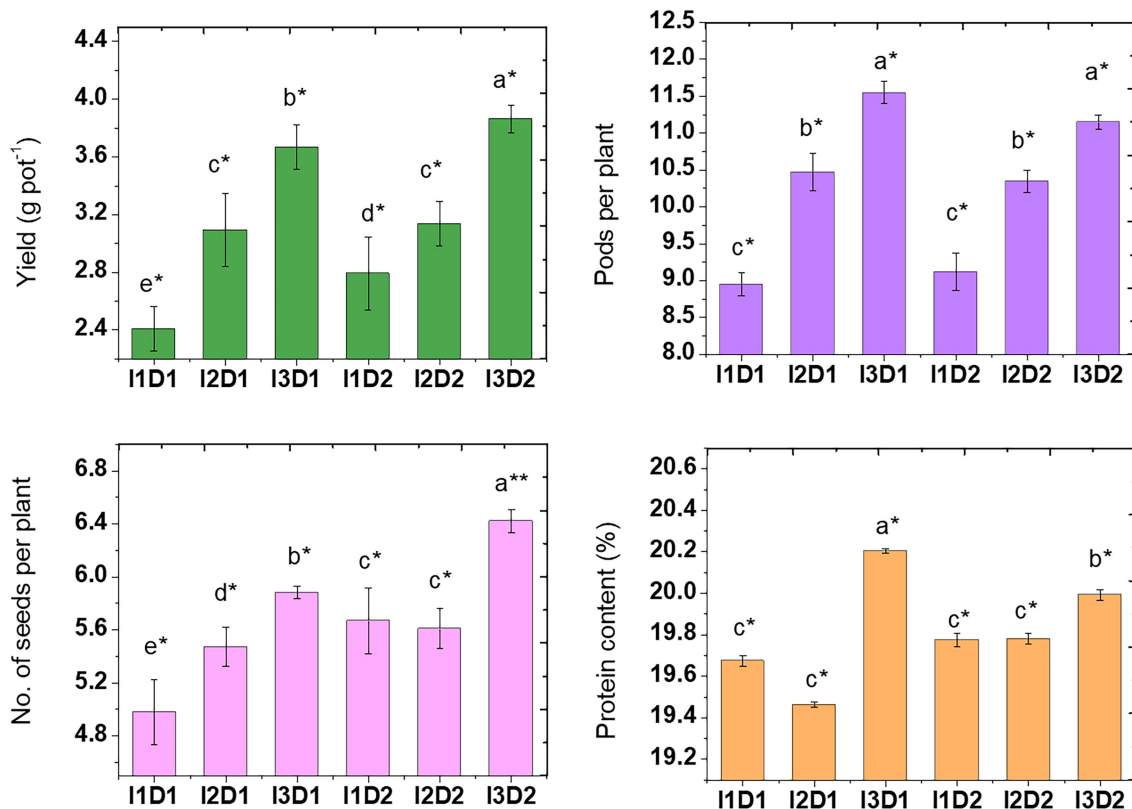 Yield (g pot⁻¹)
4.4
4.0
3.6
3.2
2.8
2.4
e*
c*
b*
d*
c*
a*
I1D1 I2D1 I3D1 I1D2 I2D2 I3D2
Pods per plant
12.5
12.0
11.5
11.0
10.5
10.0
9.5
9.0
8.5
8.0
c*
b*
a*
c*
b*
a*
I1D1 I2D1 I3D1 I1D2 I2D2 I3D2
No. of seeds per plant
6.8
6.4
6.0
5.6
5.2
4.8
e*
d*
b*
c*
c*
a**
I1D1 I2D1 I3D1 I1D2 I2D2 I3D2
Protein content (%)
20.6
20.4
20.2
20.0
19.8
19.6
19.4
19.2
c*
c*
a*
c*
c*
b*
I1D1 I2D1 I3D1 I1D2 I2D2 I3D2